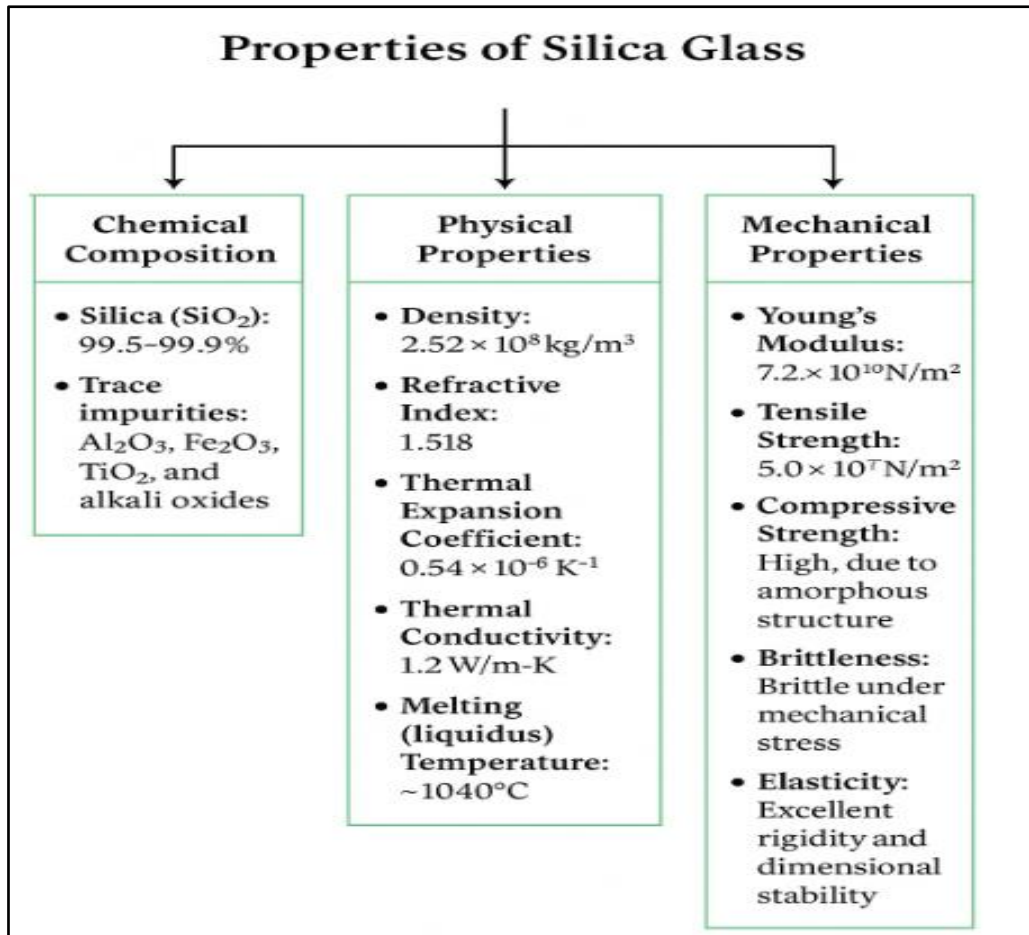 Properties of Silica Glass
Chemical
Composition
• Silica (SiO₂):
99.5–99.9%
• Trace
impurities:
Al₂O₃, Fe₂O₃,
TiO₂, and
alkali oxides
Physical
Properties
• Density:
2.52 × 10⁸ kg/m³
• Refractive
Index:
1.518
• Thermal
Expansion
Coefficient:
0.54 × 10⁻⁶ K⁻¹
• Thermal
Conductivity:
1.2 W/m-K
• Melting
(liquidus)
Temperature:
~1040°C
Mechanical
Properties
• Young's
Modulus:
7.2.× 10¹⁰N/m²
• Tensile
Strength:
5.0 × 10⁷ N/m²
• Compressive
Strength:
High, due to
amorphous
structure
• Brittleness:
Brittle under
mechanical
stress
• Elasticity:
Excellent
rigidity and
dimensional
stability